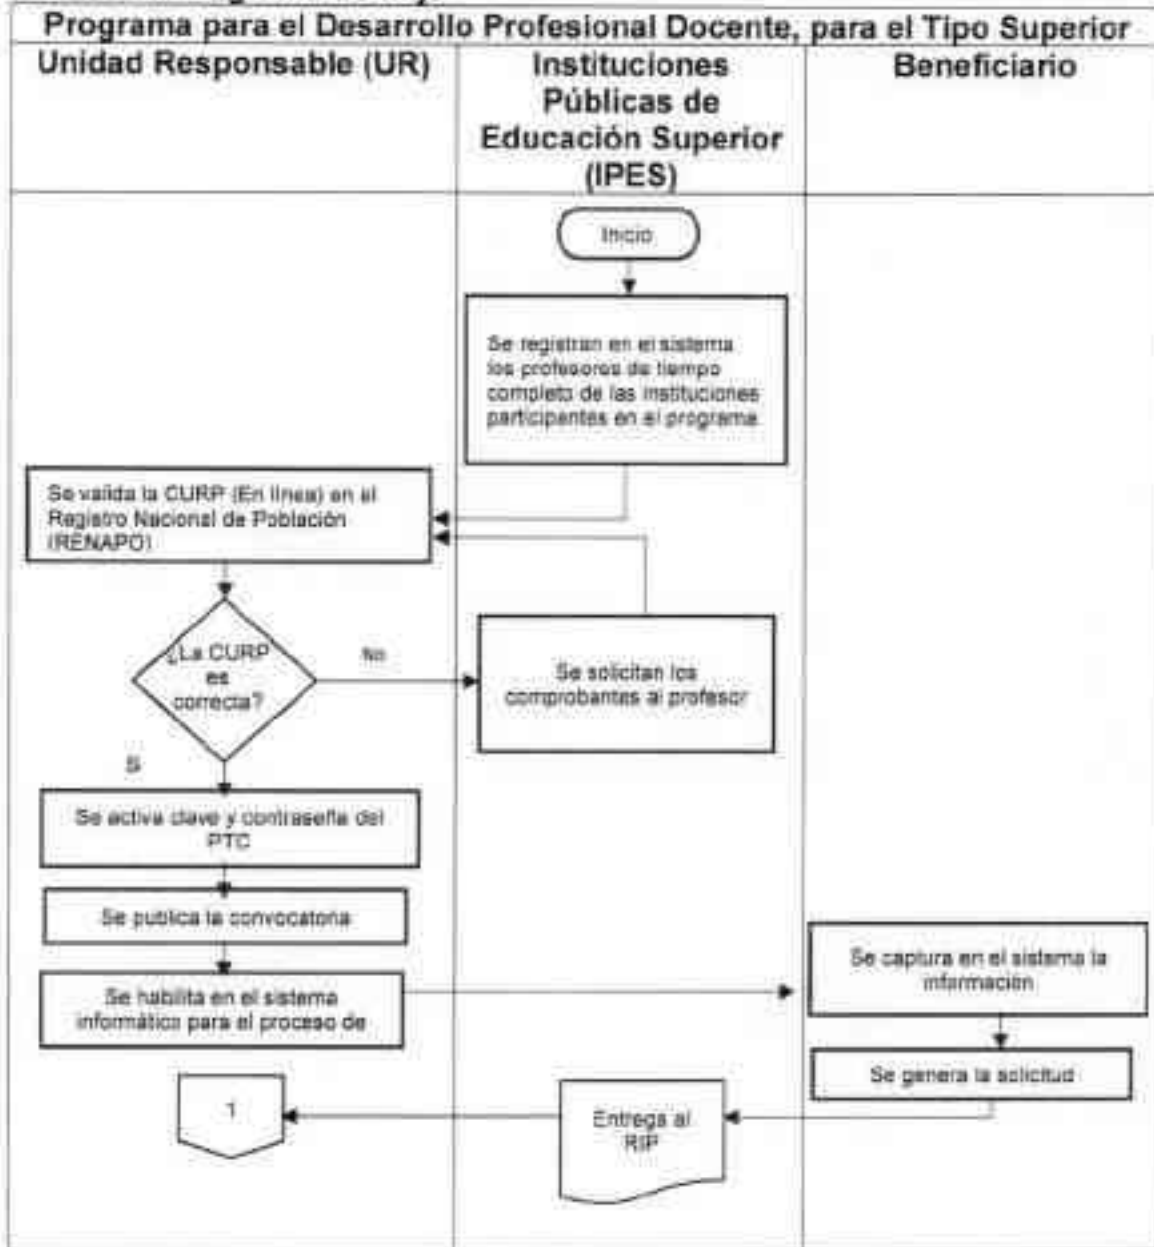 Programa para el Desarrollo Profesional Docente, para el Tipo Superior
Unidad Responsable (UR)
Instituciones
Públicas de
Educación Superior
(IPES)
Beneficiario
Inicio
Se registran en el sistema
los profesores de tiempo
completo de las instituciones
participantes en el programa
Se valida la CURP (En línea) en el
Registro Nacional de Población
(RENAPO)
¿La CURP
es
correcta?
No
Se solicitan los
comprobantes al profesor
Si
Se activa clave y contraseña del
PTC
Se publica la convocatoria
Se habilita en el sistema
informático para el proceso de
Se captura en el sistema la
información
Se genera la solicitud
Entrega al
RIP
1